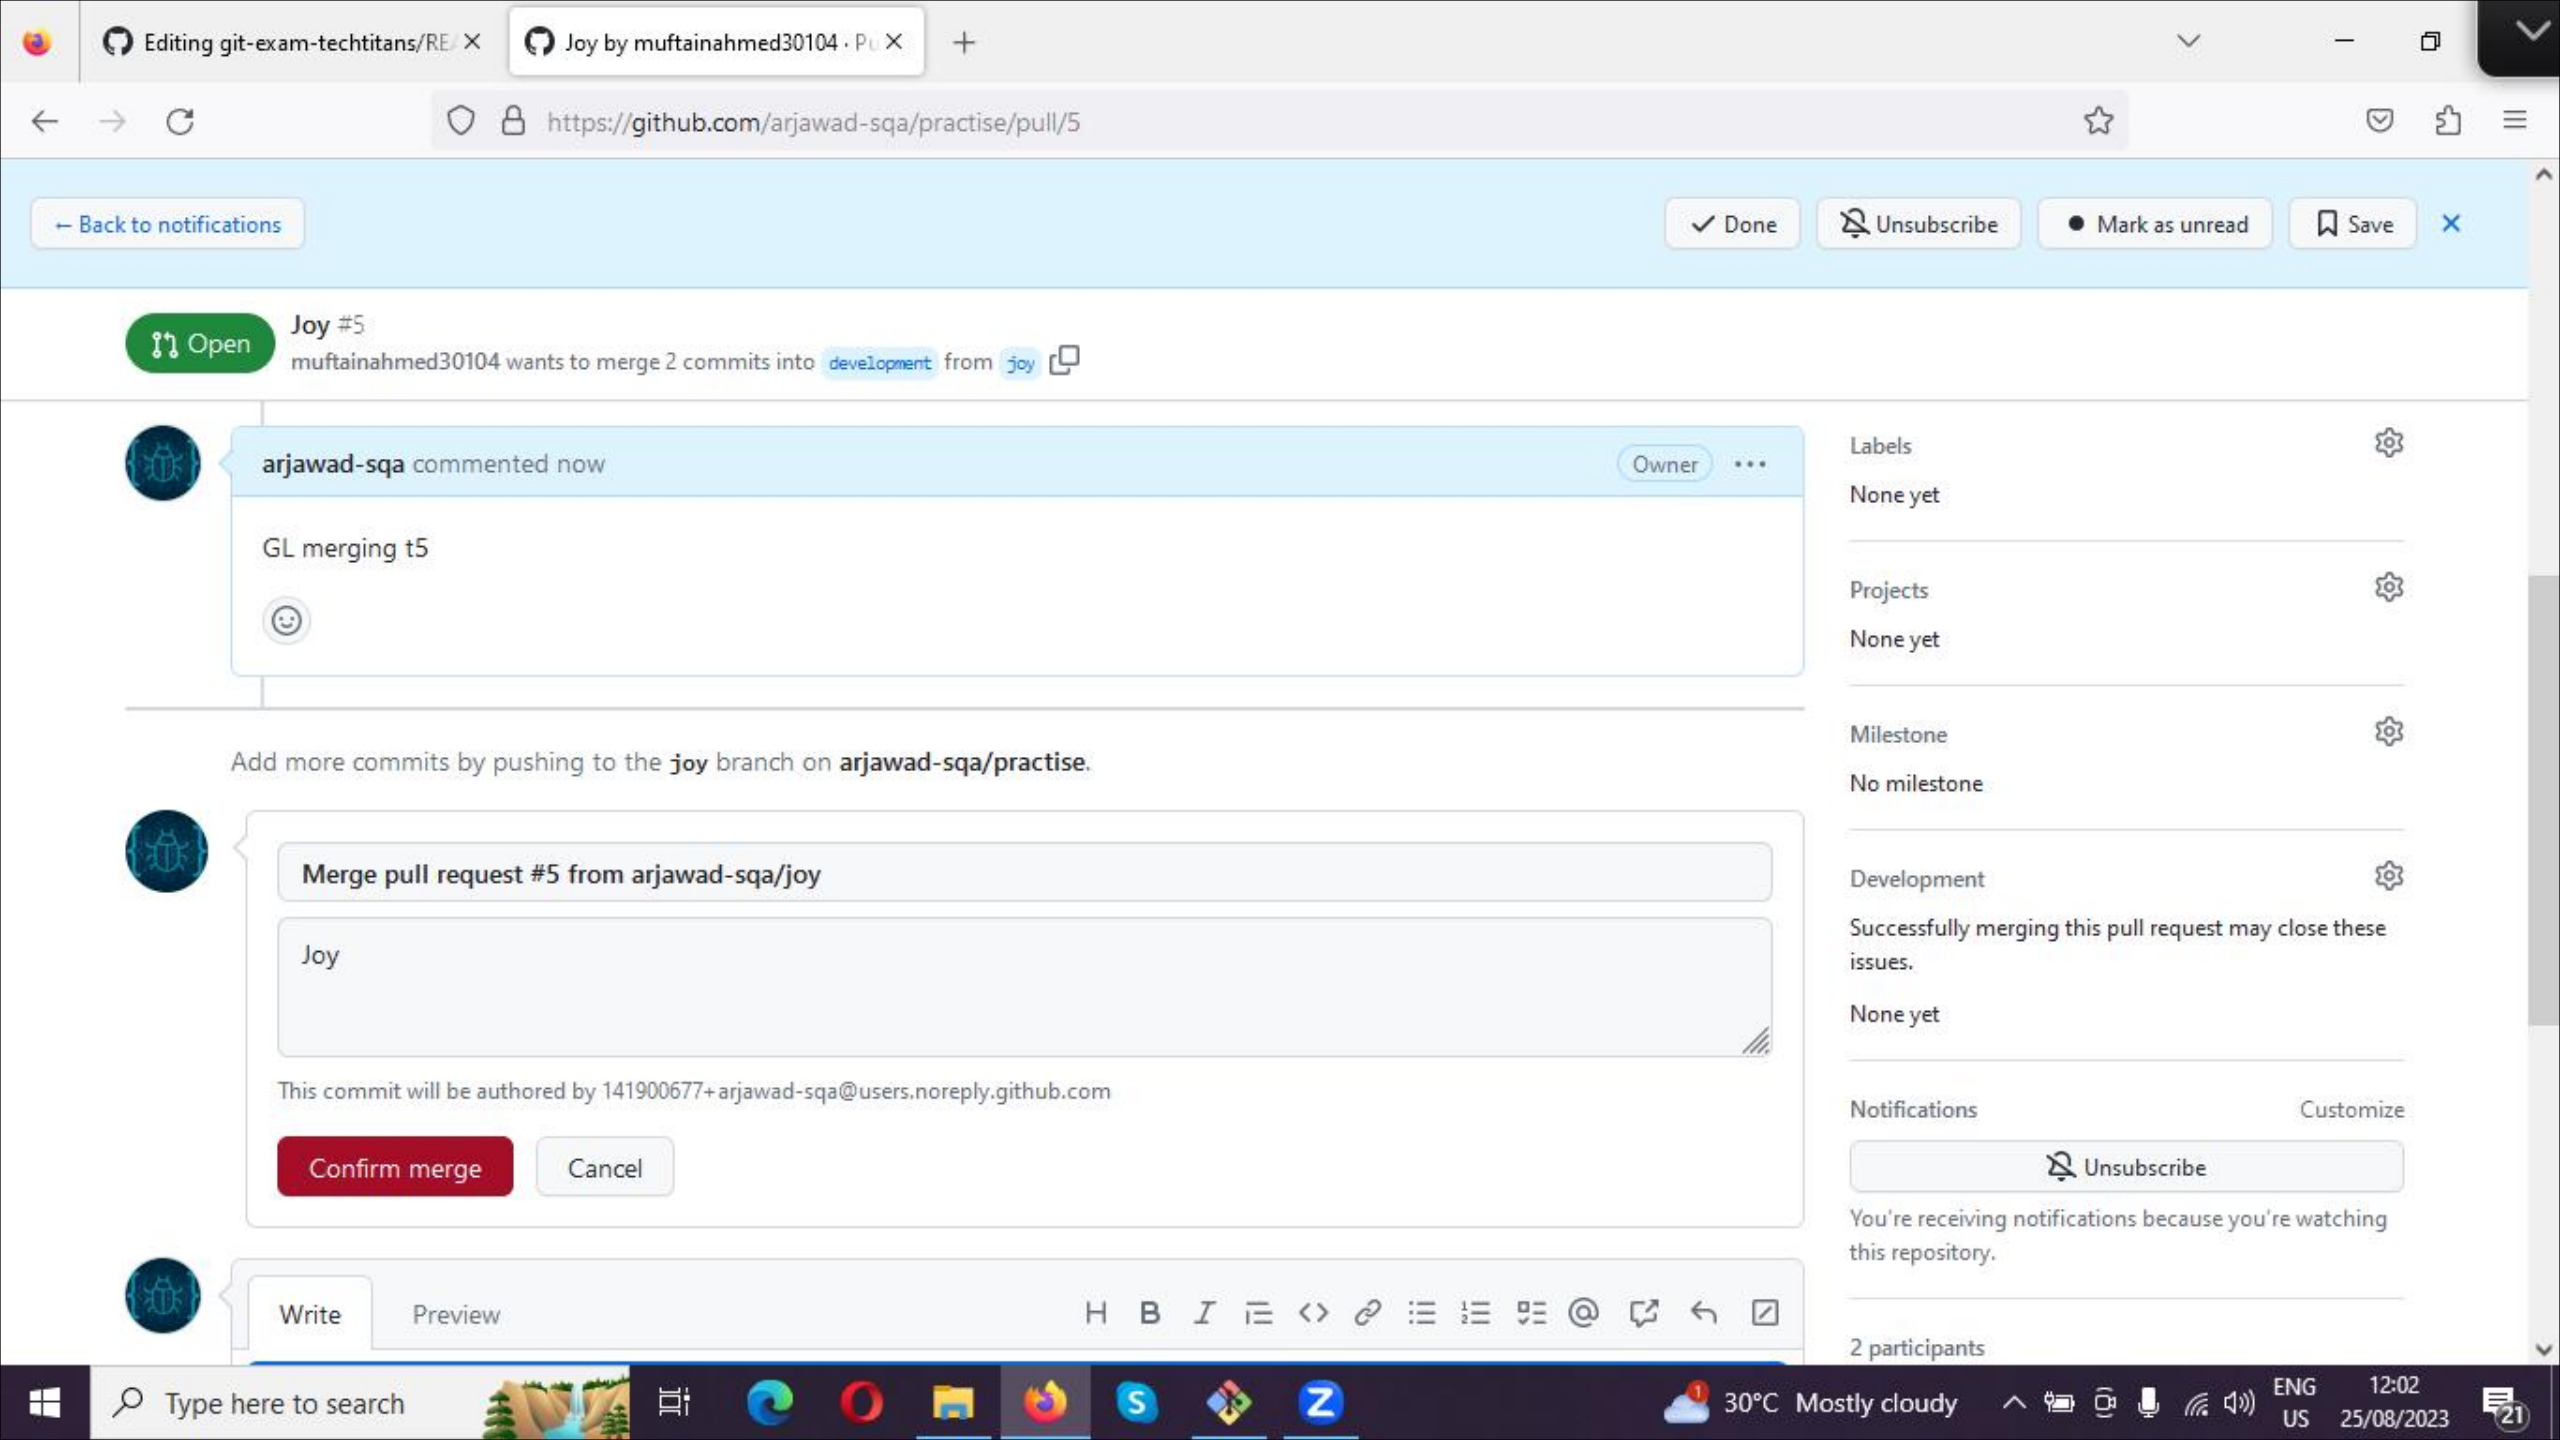 Editing git-exam-techtitans/RE
Joy by muftainahmed30104 · Pu
https://github.com/arjawad-sqa/practise/pull/5
← Back to notifications
Done
Unsubscribe
Mark as unread
Save
Open
Joy #5
muftainahmed30104 wants to merge 2 commits into development from joy
arjawad-sqa commented now
Owner
GL merging t5
Add more commits by pushing to the joy branch on arjawad-sqa/practise.
Merge pull request #5 from arjawad-sqa/joy
Joy
This commit will be authored by 141900677+arjawad-sqa@users.noreply.github.com
Confirm merge
Cancel
Write
Preview
Labels
None yet
Projects
None yet
Milestone
No milestone
Development
Successfully merging this pull request may close these
issues.
None yet
Notifications
Customize
Unsubscribe
You're receiving notifications because you're watching
this repository.
2 participants
Type here to search
1
30°C Mostly cloudy
ENG
US
12:02
25/08/2023
21